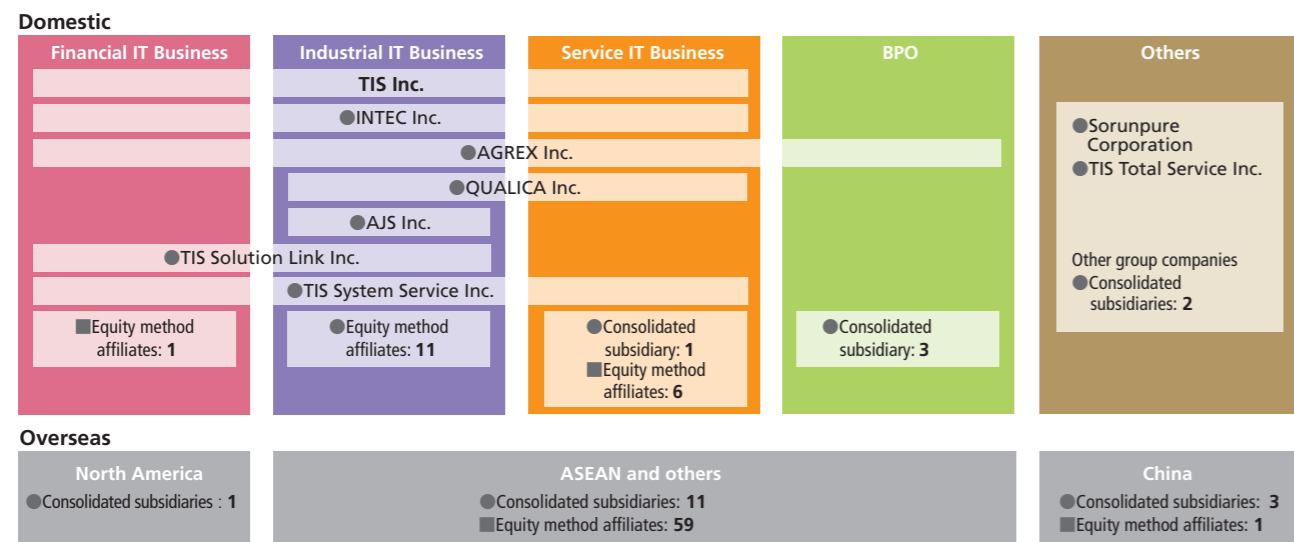 Domestic
Financial IT Business
Industrial IT Business
Service IT Business
BPO
Others
TIS Inc.
●INTEC Inc.
●AGREX Inc.
●QUALICA Inc.
●AJS Inc.
●TIS Solution Link Inc.
●TIS System Service Inc.
■Equity method
affiliates: 1
●Equity method
affiliates: 11
●Consolidated
subsidiary: 1
■Equity method
affiliates: 6
●Consolidated
subsidiary: 3
●Sorunpure
Corporation
●TIS Total Service Inc.
Other group companies
●Consolidated
subsidiaries: 2
Overseas
North America
●Consolidated subsidiaries : 1
ASEAN and others
●Consolidated subsidiaries: 11
■Equity method affiliates: 59
China
●Consolidated subsidiaries: 3
■Equity method affiliates: 1